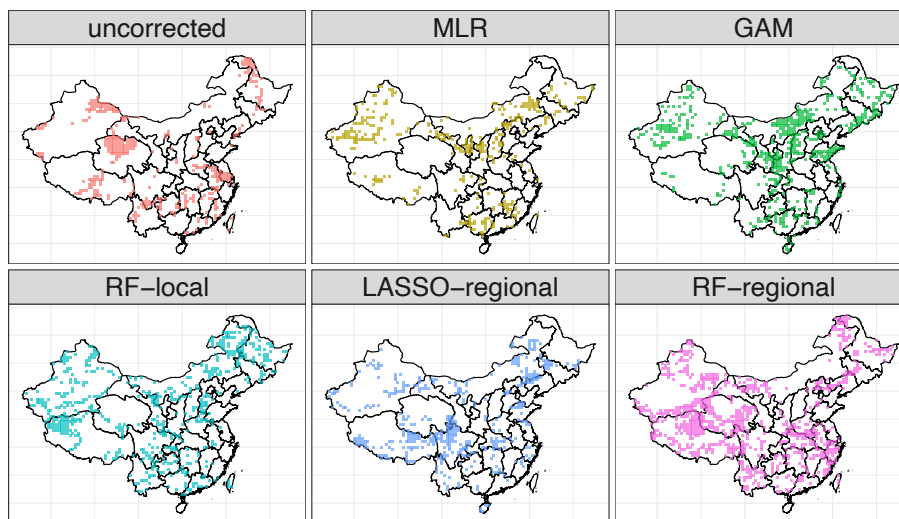 uncorrected
MLR
GAM
RF−local
LASSO−regional
RF−regional